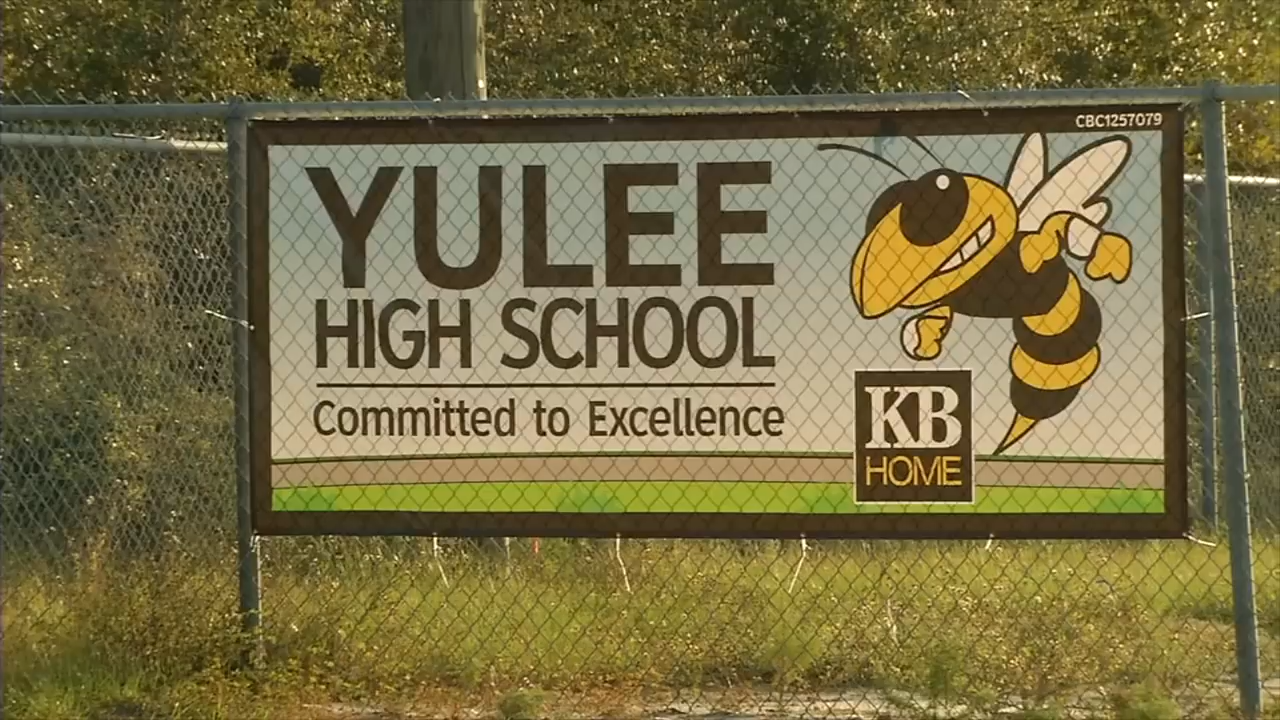 CBC1257079
YULEE
HIGH SCHOOL
Committed to Excellence
KB
HOME